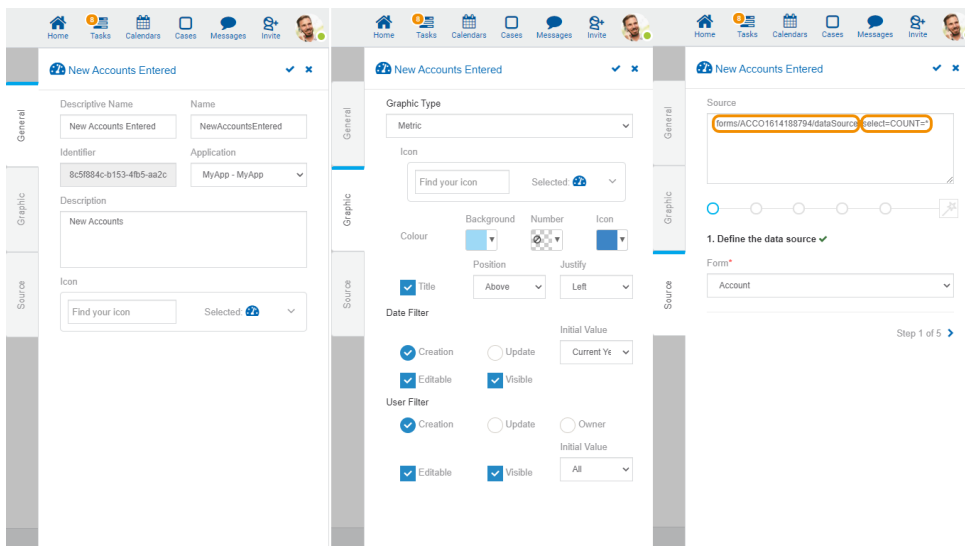 8
Home Tasks Calendars Cases Messages Invite
New Accounts Entered
General
Graphic
Source
Descriptive Name Name
New Accounts Entered NewAccountsEntered
Identifier Application
8c5f884c-b153-4fb5-aa2c MyApp - MyApp
Description
New Accounts
Icon
Find your icon Selected:
8
Home Tasks Calendars Cases Messages Invite
New Accounts Entered
General
Graphic
Source
Graphic Type
Metric
Icon
Find your icon Selected:
Background Number Icon
Colour
Position Justify
Title Above Left
Date Filter
Initial Value
Creation Update Current Ye
Editable Visible
User Filter
Creation Update Owner
Initial Value
Editable Visible All
8
Home Tasks Calendars Cases Messages Invite
New Accounts Entered
General
Graphic
Source
Source
forms/ACCO1614188794/dataSource select=COUNT=*
1. Define the data source
Form*
Account
Step 1 of 5